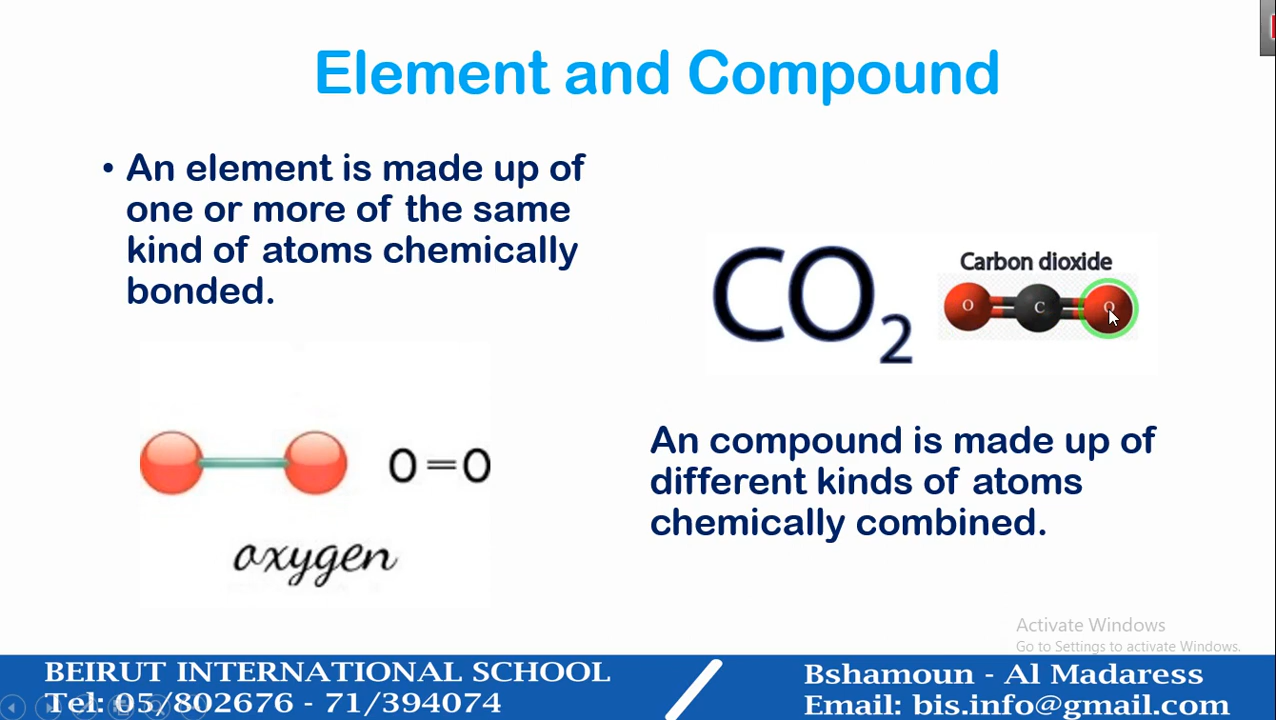 Element and Compound
• An element is made up of
one or more of the same
kind of atoms chemically
bonded.
O=O
oxygen
CO2
Carbon dioxide
O C O
An compound is made up of
different kinds of atoms
chemically combined.
Activate Windows
Go to Settings to activate Windows.
BEIRUT INTERNATIONAL SCHOOL
Tel: 05/802676 - 71/394074
Bshamoun - Al Madaress
Email: bis.info@gmail.com